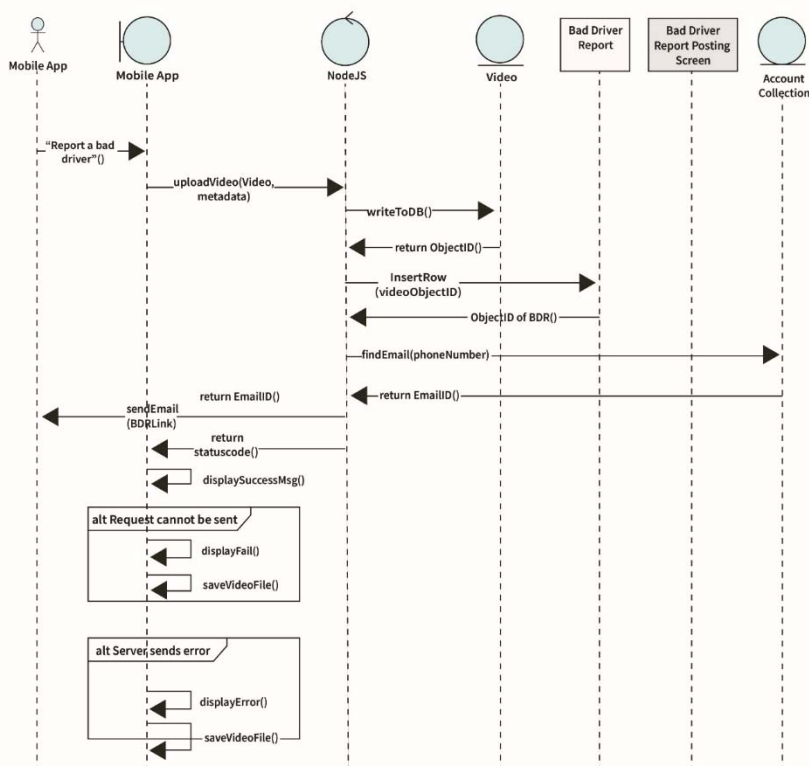 Mobile App
Mobile App
NodeJS
Video
Bad Driver
Report
Bad Driver
Report Posting
Screen
Account
Collection
“Report a bad
driver”()
uploadVideo(Video,
metadata)
writeToDB()
return ObjectID()
InsertRow
(videoObjectID)
ObjectID of BDR()
findEmail(phoneNumber)
return EmailID()
return EmailID()
sendEmail
(BDRLink)
return
statuscode()
displaySuccessMsg()
alt Request cannot be sent
displayFail()
saveVideoFile()
alt Server sends error
displayError()
saveVideoFile()